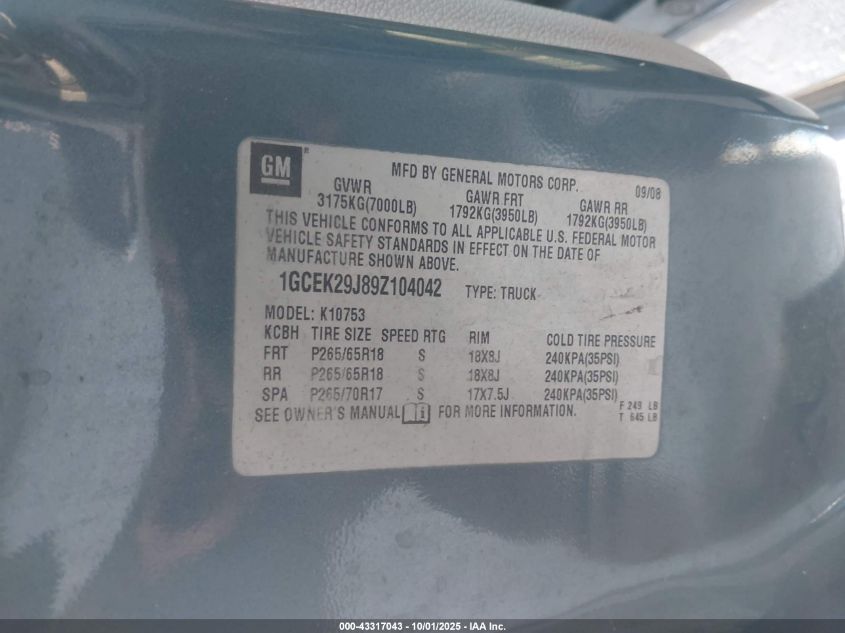 GM
MFD BY GENERAL MOTORS CORP. 09/08
GVWR GAWR FRT GAWR RR
3175KG(7000LB) 1792KG(3950LB) 1792KG(3950LB)
THIS VEHICLE CONFORMS TO ALL APPLICABLE U.S. FEDERAL MOTOR
VEHICLE SAFETY STANDARDS IN EFFECT ON THE DATE OF
MANUFACTURE SHOWN ABOVE.
1GCEK29J89Z104042 TYPE: TRUCK
MODEL: K10753
KCBH TIRE SIZE SPEED RTG RIM COLD TIRE PRESSURE
FRT P265/65R18 S 18X8J 240KPA(35PSI)
RR P265/65R18 S 18X8J 240KPA(35PSI)
SPA P265/70R17 S 17X7.5J 240KPA(35PSI)
SEE OWNER'S MANUAL FOR MORE INFORMATION.
F 249 LB
T 645 LB
000-43317043 - 10/01/2025 - IAA Inc.